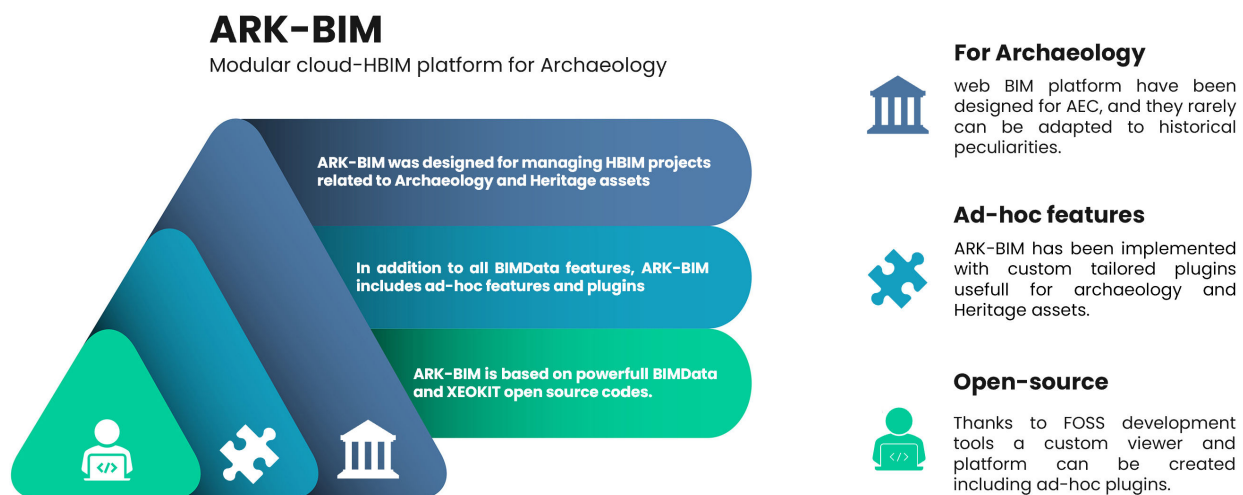 ARK-BIM
Modular cloud-HBIM platform for Archaeology
ARK-BIM was designed for managing HBIM projects
related to Archaeology and Heritage assets
In addition to all BIMData features, ARK-BIM
includes ad-hoc features and plugins
ARK-BIM is based on powerfull BIMData
and XEOKIT open source codes.
</>
For Archaeology
web BIM platform have been
designed for AEC, and they rarely
can be adapted to historical
peculiarities.
Ad-hoc features
ARK-BIM has been implemented
with custom tailored plugins
usefull for archaeology and
Heritage assets.
Open-source
</>
Thanks to FOSS development
tools a custom viewer and
platform can be created
including ad-hoc plugins.